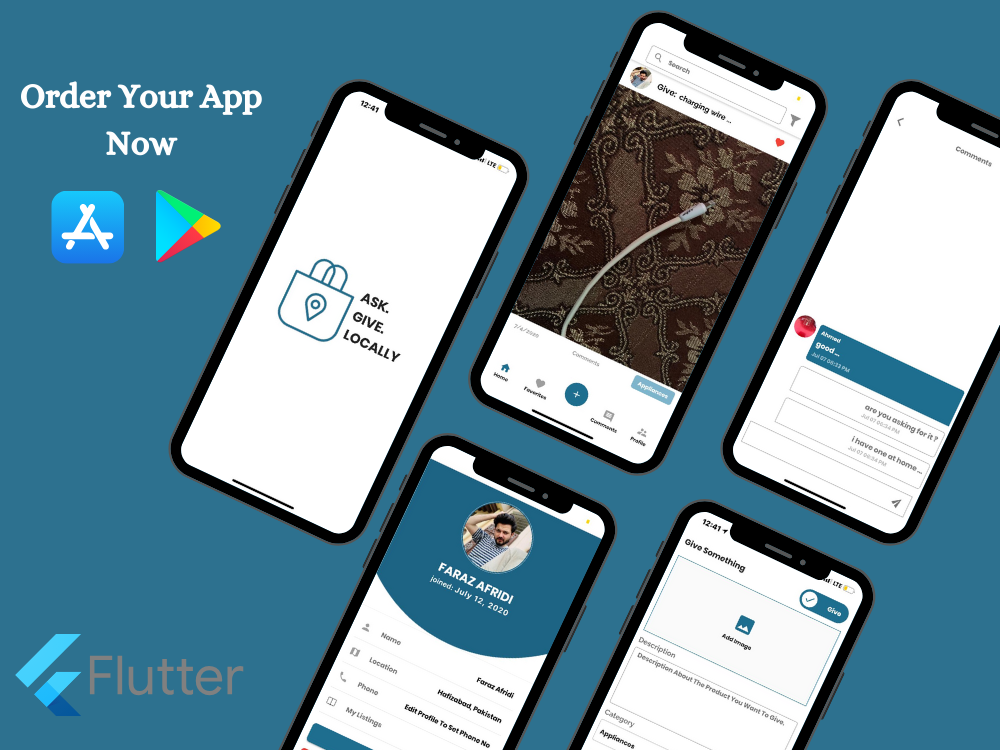 Order Your App
Now
12:41
LTE
ASK.
GIVE.
LOCALLY
Search
Give: charging wire ...
7/4/2020
Comments
Appliances
Home
Favorites
+
Comments
Profile
Comments
Ahmed
good ...
Jul 07 06:33 PM
are you asking for it ?
Jul 07 06:34 PM
i have one at home ...
Jul 07 06:34 PM
FARAZ AFRIDI
joined: July 12, 2020
Name
Faraz Afridi
Location
Hafizabad, Pakistan
Phone
Edit Profile To Set Phone No
My Listings
12:41
LTE
Give Something
Give
Add Image
Description
Description About The Product You Want To Give.
Category
Appliances
Flutter